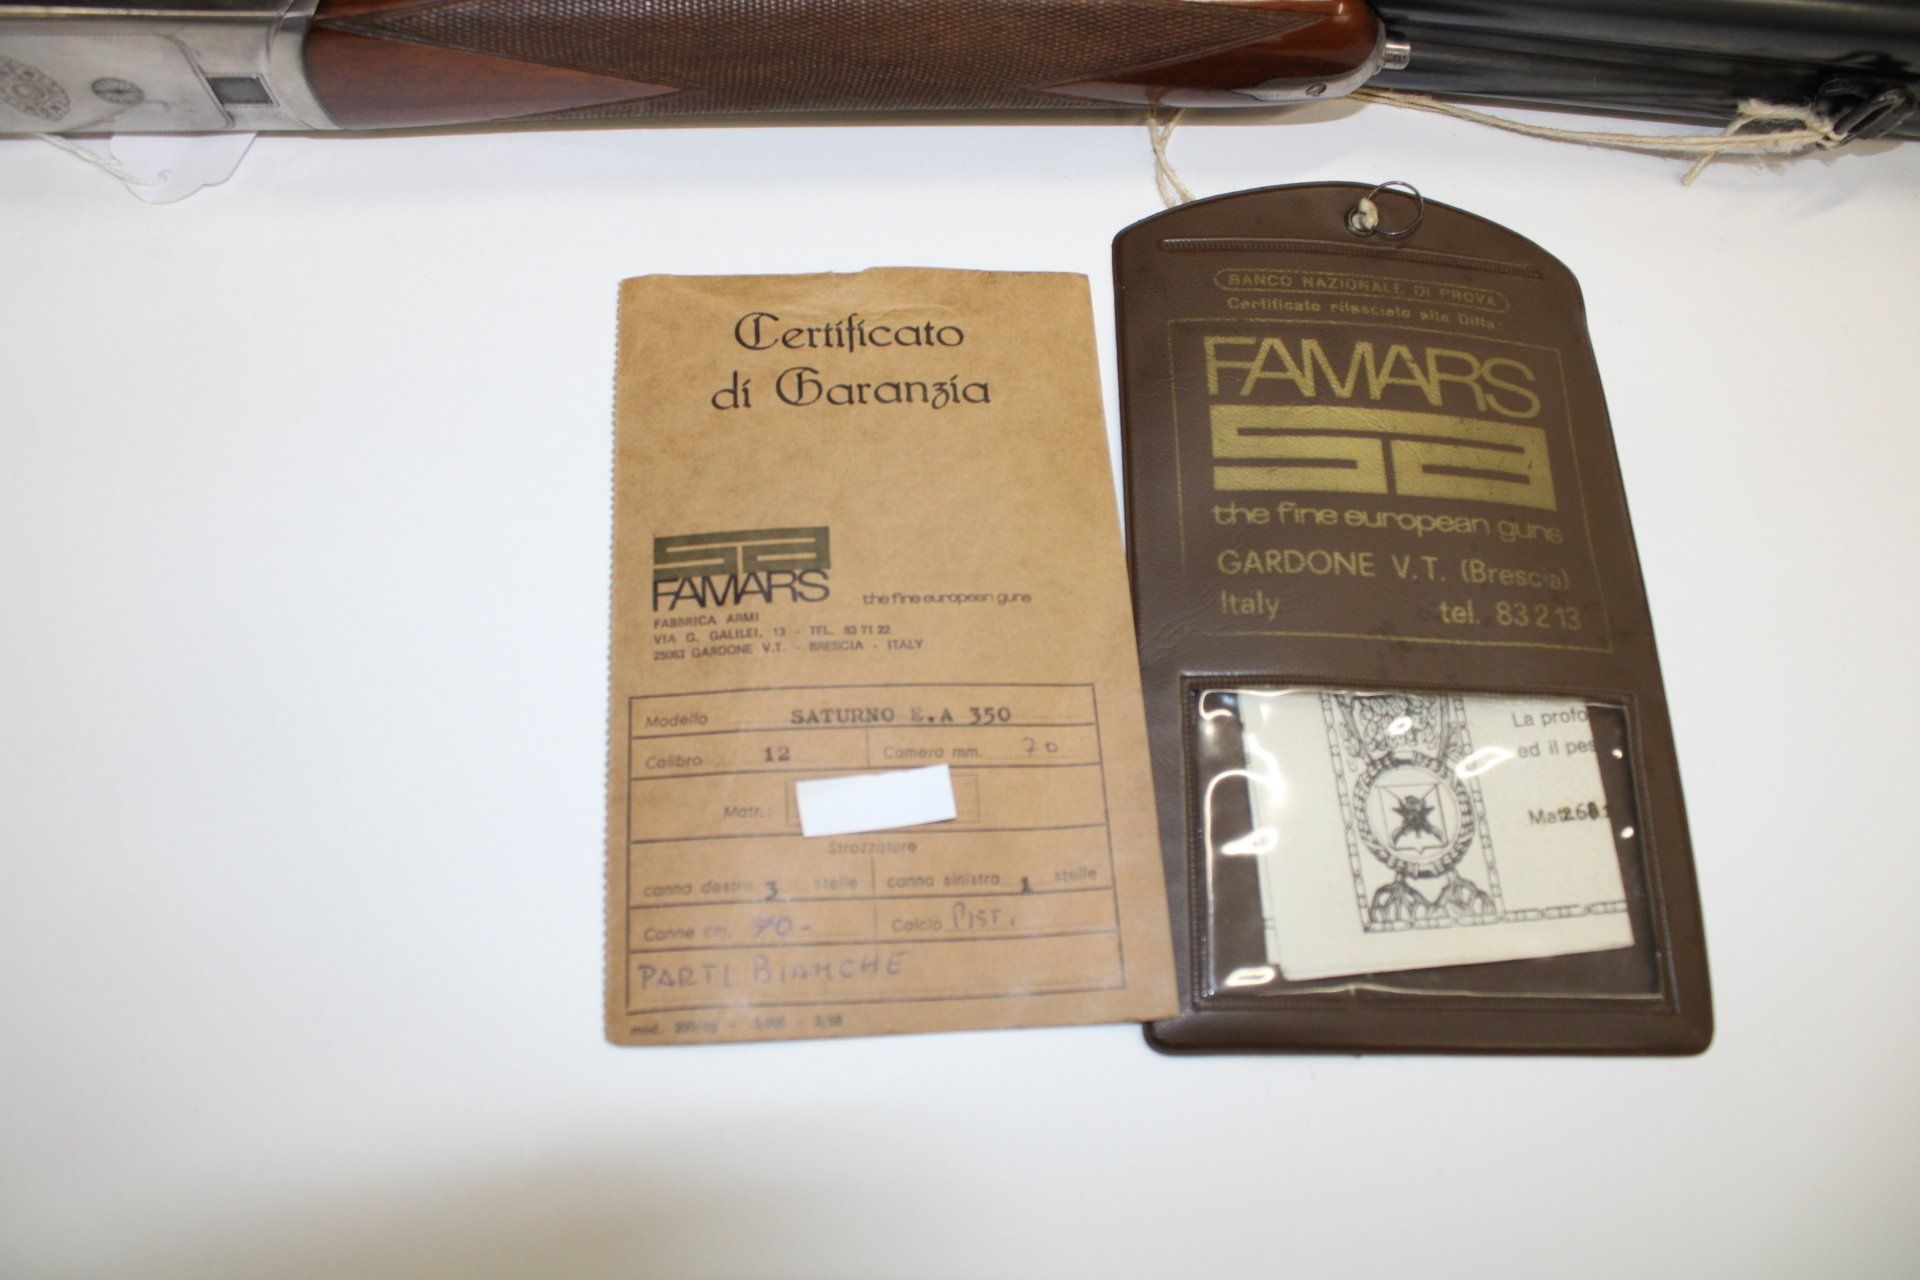 Certificato
di Garanzia
FAMARS
the fine european guns
FABBRICA ARMI
VIA G. GALILEI, 13 - TEL. 83 71 22
25063 GARDONE V.T. - BRESCIA - ITALY
Modello SATURNO E.A 350
Calibro 12 Camera mm. 70
Matr.:
Strozzature
canna destra 3 stelle canna sinistra 1 stelle
Canne cm. 70- Calcio PIST.
PARTI BIANCHE
mod.
BANCO NAZIONALE DI PROVA
Certificato rilasciato alla Ditta:
FAMARS
the fine european guns
GARDONE V.T. (Brescia)
Italy tel. 83213
La profo
ed il pes